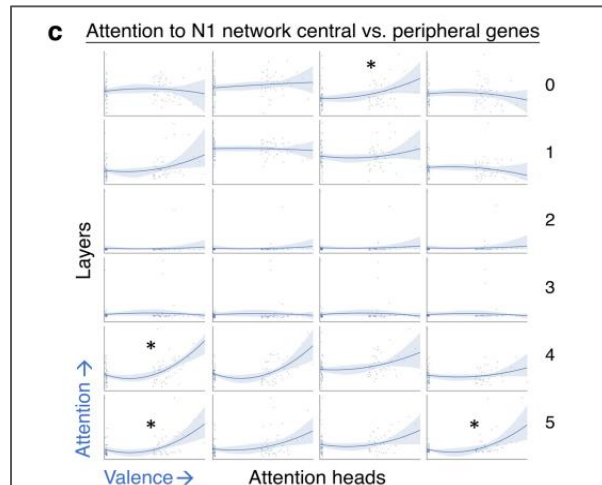 c Attention to N1 network central vs. peripheral genes
*
0
1
2
3
*
4
*
*
5
Layers
Attention →
Valence →
Attention heads